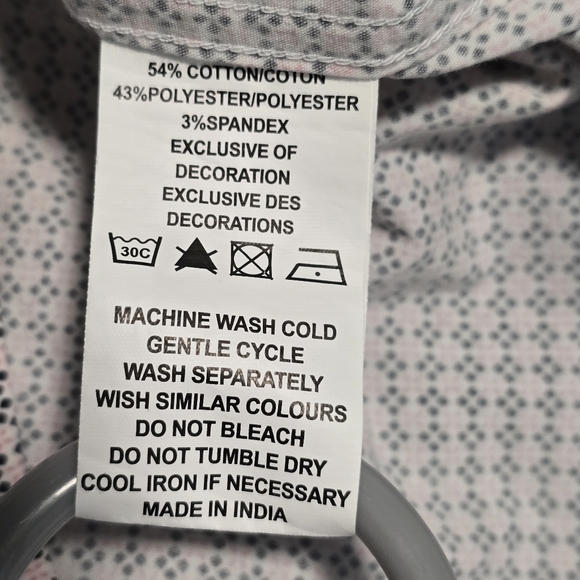 54% COTTON/COTON
43%POLYESTER/POLYESTER
3%SPANDEX
EXCLUSIVE OF
DECORATION
EXCLUSIVE DES
DECORATIONS
30C
MACHINE WASH COLD
GENTLE CYCLE
WASH SEPARATELY
WISH SIMILAR COLOURS
DO NOT BLEACH
DO NOT TUMBLE DRY
COOL IRON IF NECESSARY
MADE IN INDIA